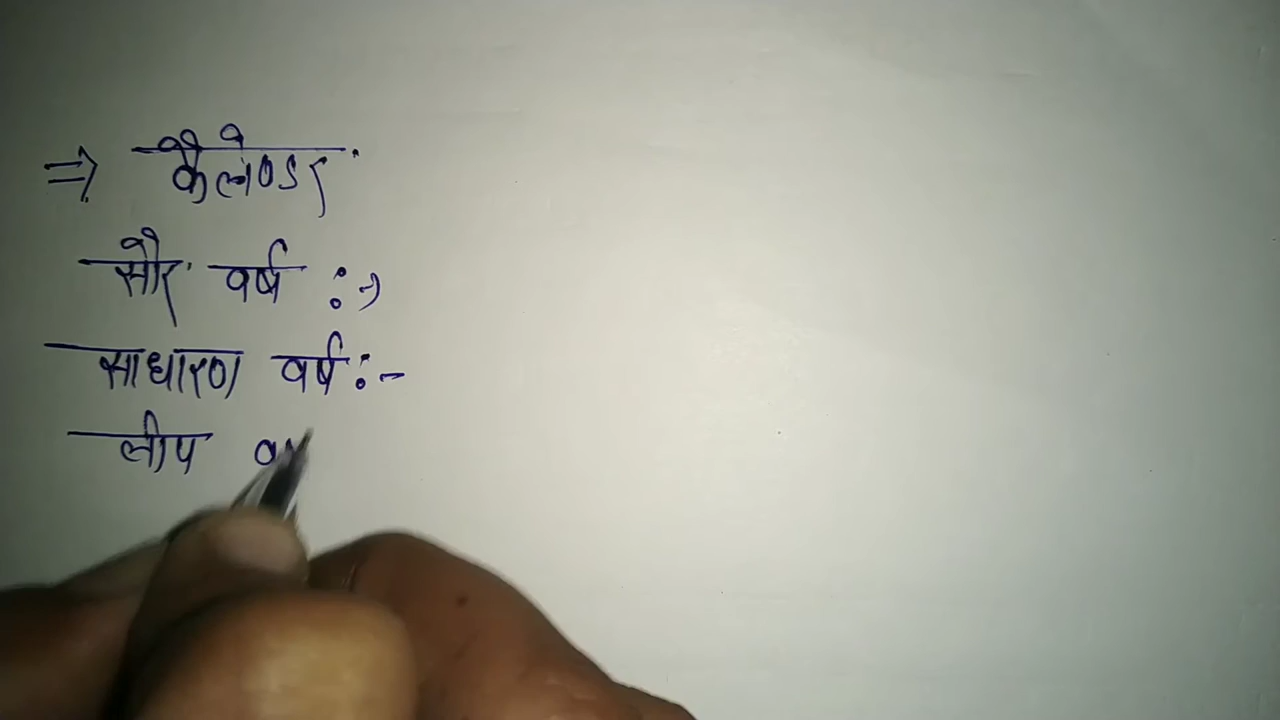 ⇒ कैलेण्डर
सौर वर्ष :-
साधारण वर्ष :-
लीप